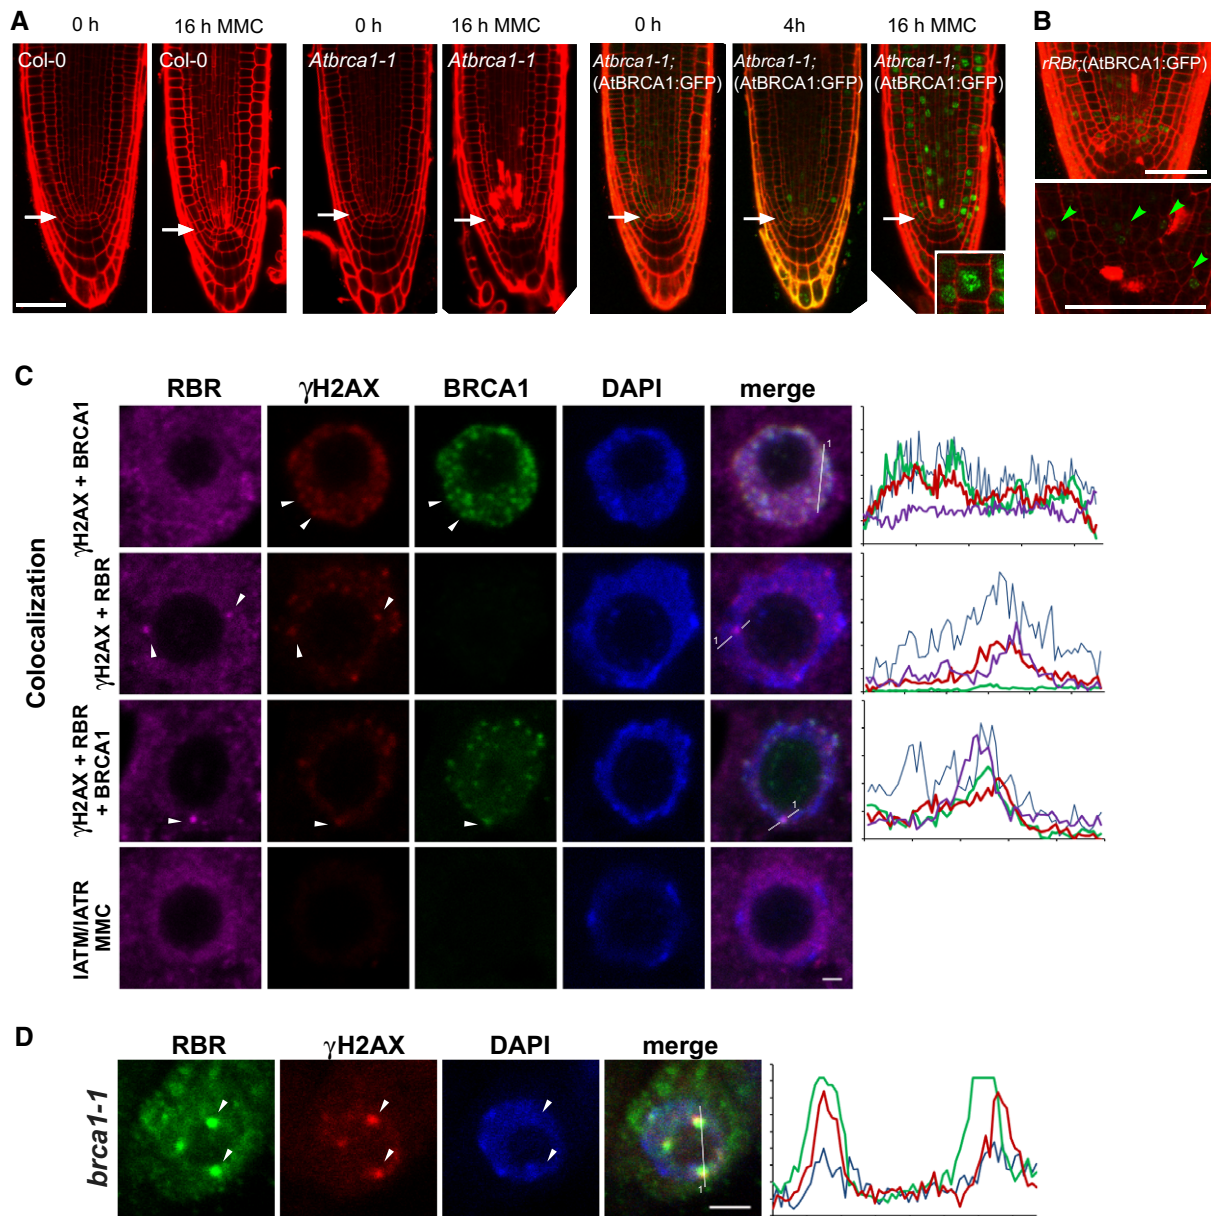 A
0 h
16 h MMC
0 h
16 h MMC
0 h
4h
16 h MMC
B
Col-0
Col-0
Atbrca1-1
Atbrca1-1
Atbrca1-1;
(AtBRCA1:GFP)
Atbrca1-1;
(AtBRCA1:GFP)
Atbrca1-1;
(AtBRCA1:GFP)
rRBr;(AtBRCA1:GFP)
C
RBR
γH2AX
BRCA1
DAPI
merge
Colocalization
γH2AX + BRCA1
1
γH2AX + RBR
1
γH2AX + RBR
+ BRCA1
1
IATM/IATR
MMC
D
RBR
γH2AX
DAPI
merge
brca1-1
1